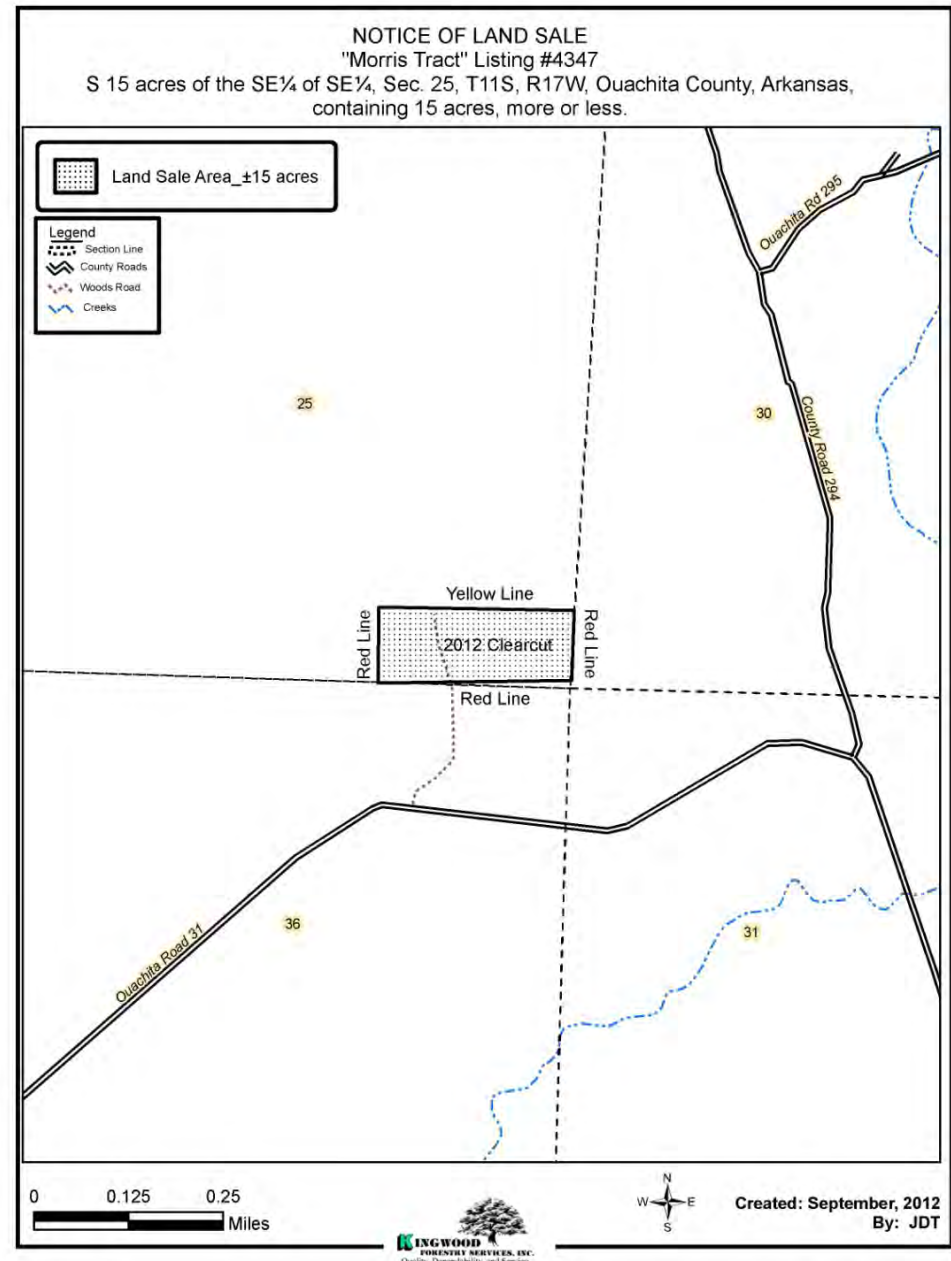 NOTICE OF LAND SALE
"Morris Tract" Listing #4347
S 15 acres of the SE¼ of SE¼, Sec. 25, T11S, R17W, Ouachita County, Arkansas,
containing 15 acres, more or less.
Land Sale Area_±15 acres
Legend
Section Line
County Roads
Woods Road
Creeks
Ouachita Rd 295
25
30
County Road 294
Yellow Line
Red Line
2012 Clearcut
Red Line
Red Line
36
31
Ouachita Road 31
0 0.125 0.25
Miles
N
W E
S
Created: September, 2012
By: JDT
KINGWOOD
FORESTRY SERVICES, INC.
Quality, Dependability, and Service